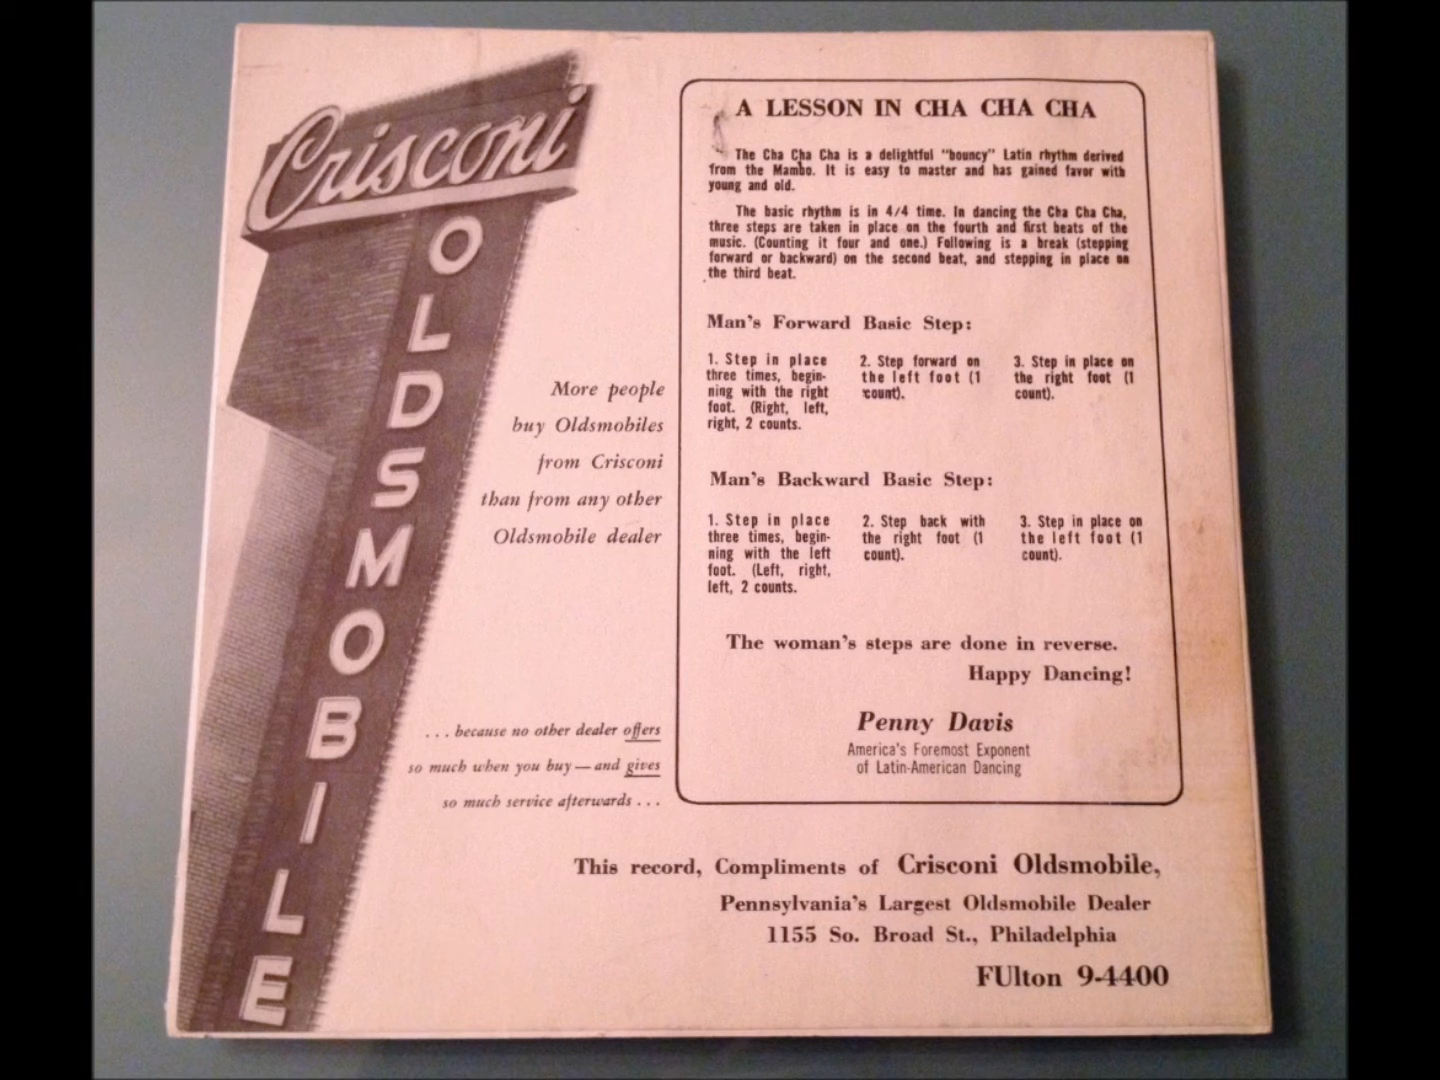 Crisconi
OLDSMOBILE
More people
buy Oldsmobiles
from Crisconi
than from any other
Oldsmobile dealer
. . . because no other dealer offers
so much when you buy — and gives
so much service afterwards . . .
A LESSON IN CHA CHA CHA
The Cha Cha Cha is a delightful "bouncy" Latin rhythm derived
from the Mambo. It is easy to master and has gained favor with
young and old.
The basic rhythm is in 4/4 time. In dancing the Cha Cha Cha,
three steps are taken in place on the fourth and first beats of the
music. (Counting it four and one.) Following is a break (stepping
forward or backward) on the second beat, and stepping in place on
the third beat.
Man's Forward Basic Step:
1. Step in place
three times, begin-
ning with the right
foot. (Right, left,
right, 2 counts.
2. Step forward on
the left foot (1
count).
3. Step in place on
the right foot (1
count).
Man's Backward Basic Step:
1. Step in place
three times, begin-
ning with the left
foot. (Left, right,
left, 2 counts.
2. Step back with
the right foot (1
count).
3. Step in place on
the left foot (1
count).
The woman's steps are done in reverse.
Happy Dancing!
Penny Davis
America's Foremost Exponent
of Latin-American Dancing
This record, Compliments of Crisconi Oldsmobile,
Pennsylvania's Largest Oldsmobile Dealer
1155 So. Broad St., Philadelphia
FUlton 9-4400